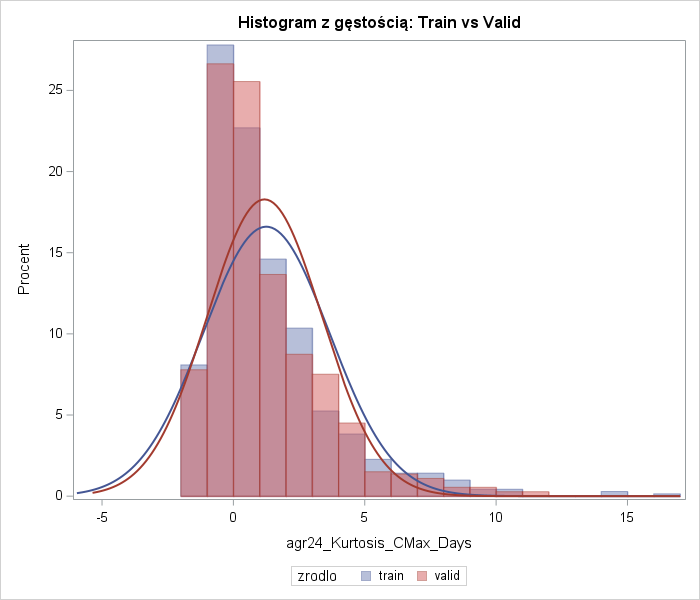 Histogram z gęstością: Train vs Valid
25
20
15
10
5
0
Procent
-5 0 5 10 15
agr24_Kurtosis_CMax_Days
zrodlo train valid